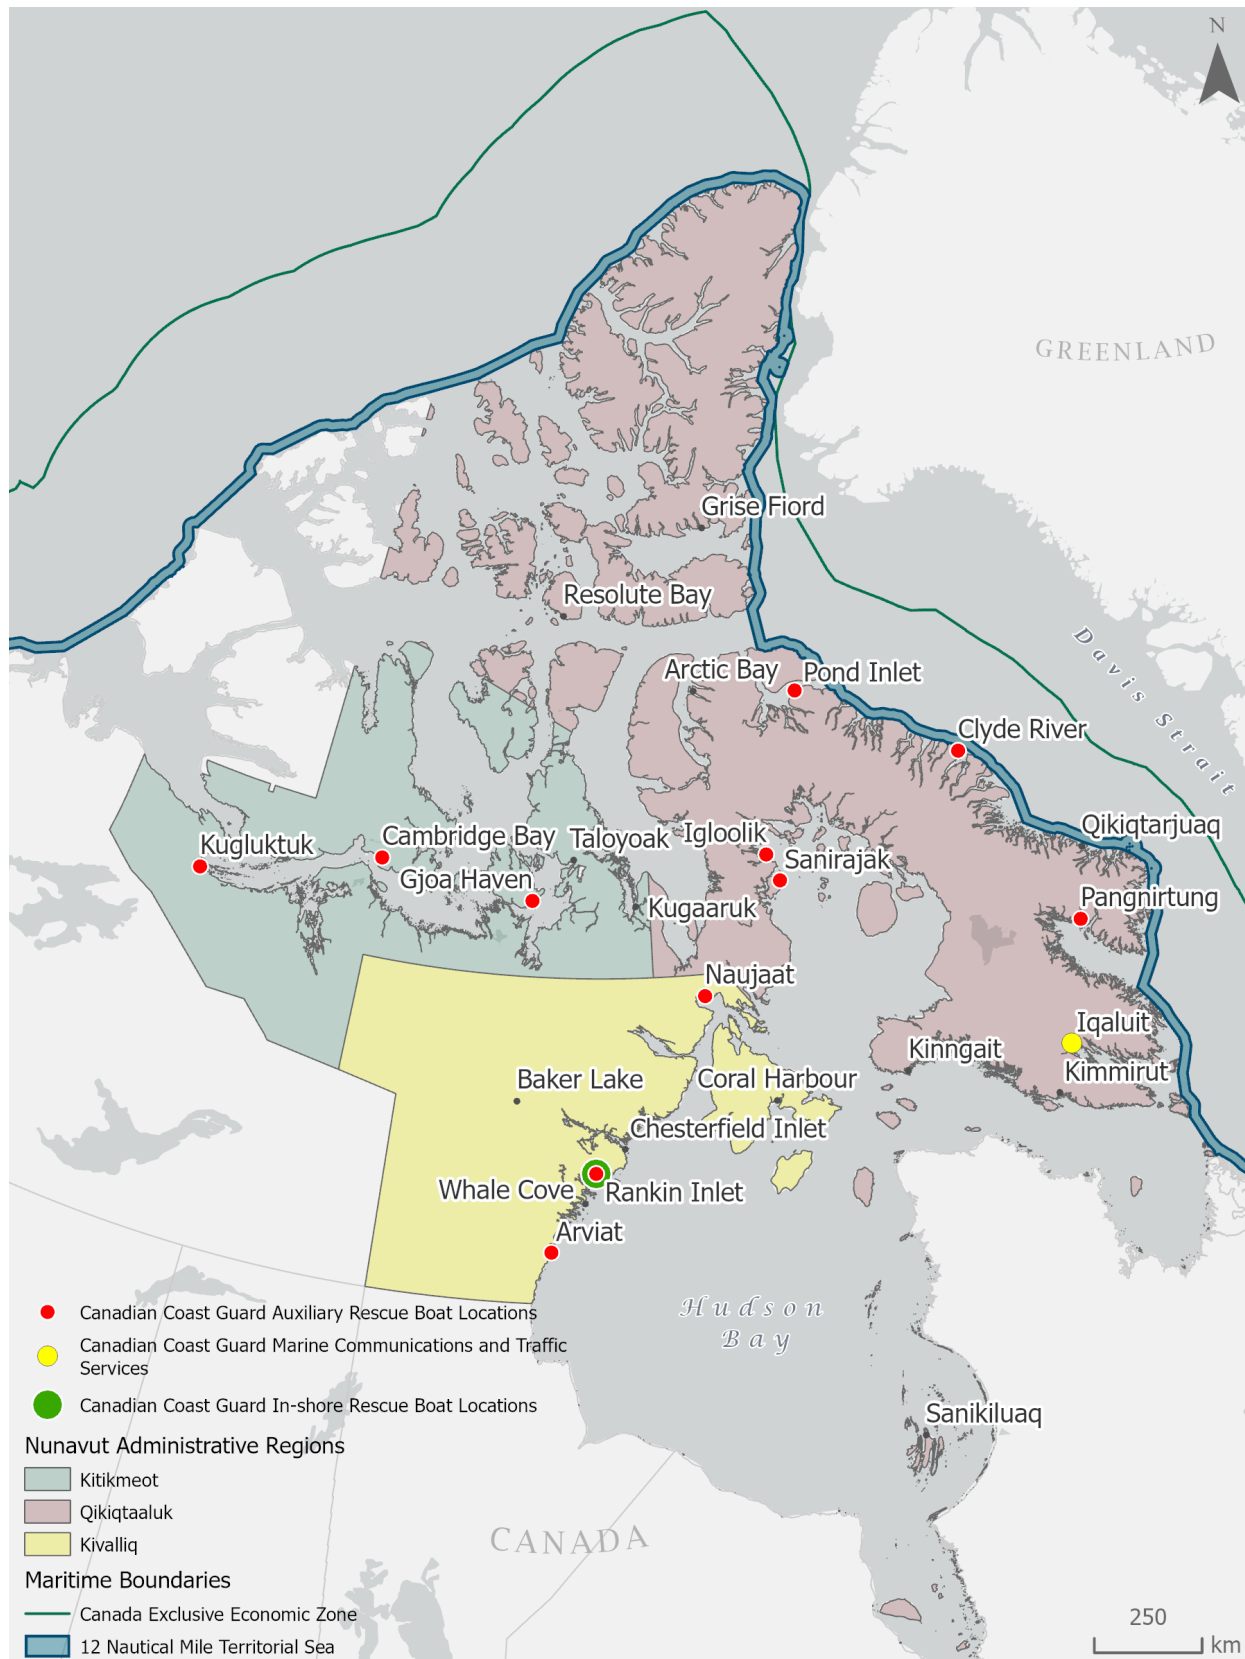 N
GREENLAND
Grise Fiord
Resolute Bay
Davis Strait
Arctic Bay
Pond Inlet
Clyde River
Qikiqtarjuaq
Kugluktuk
Cambridge Bay
Taloyoak
Igloolik
Sanirajak
Gjoa Haven
Kugaaruk
Pangnirtung
Naujaat
Iqaluit
Kinngait
Kimmirut
Baker Lake
Coral Harbour
Chesterfield Inlet
Whale Cove
Rankin Inlet
Arviat
Hudson
Bay
Sanikiluaq
CANADA
Canadian Coast Guard Auxiliary Rescue Boat Locations
Canadian Coast Guard Marine Communications and Traffic
Services
Canadian Coast Guard In-shore Rescue Boat Locations
Nunavut Administrative Regions
Kitikmeot
Qikiqtaaluk
Kivalliq
Maritime Boundaries
Canada Exclusive Economic Zone
12 Nautical Mile Territorial Sea
250
km